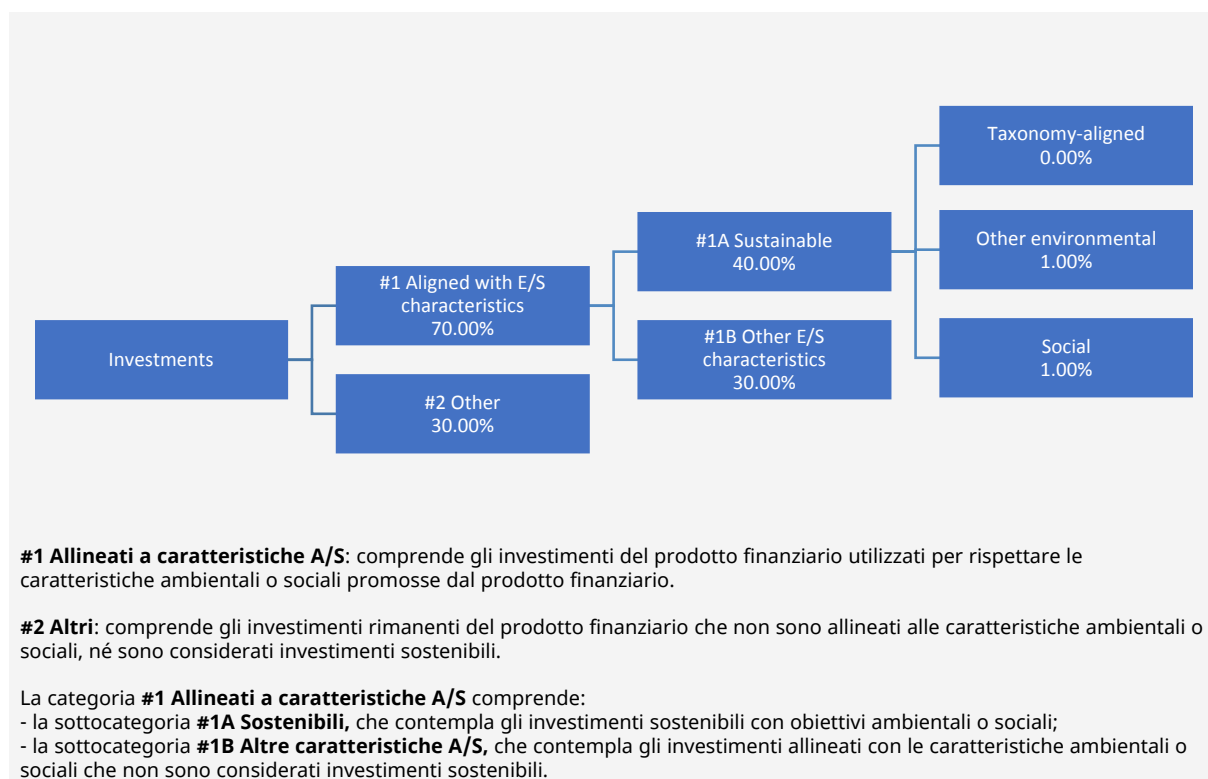 Investments
#1 Aligned with E/S
characteristics
70.00%
#2 Other
30.00%
#1A Sustainable
40.00%
#1B Other E/S
characteristics
30.00%
Taxonomy-aligned
0.00%
Other environmental
1.00%
Social
1.00%
#1 Allineati a caratteristiche A/S: comprende gli investimenti del prodotto finanziario utilizzati per rispettare le
caratteristiche ambientali o sociali promosse dal prodotto finanziario.
#2 Altri: comprende gli investimenti rimanenti del prodotto finanziario che non sono allineati alle caratteristiche ambientali o
sociali, né sono considerati investimenti sostenibili.
La categoria #1 Allineati a caratteristiche A/S comprende:
- la sottocategoria #1A Sostenibili, che contempla gli investimenti sostenibili con obiettivi ambientali o sociali;
- la sottocategoria #1B Altre caratteristiche A/S, che contempla gli investimenti allineati con le caratteristiche ambientali o
sociali che non sono considerati investimenti sostenibili.